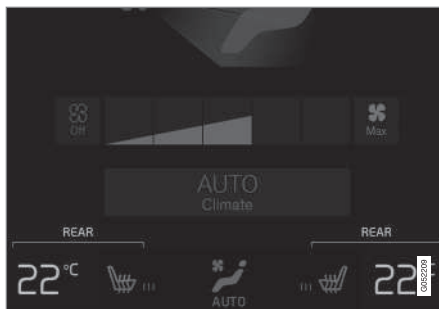 Off
Max
AUTO
Climate
REAR REAR
22°C 22°
AUTO
G052209